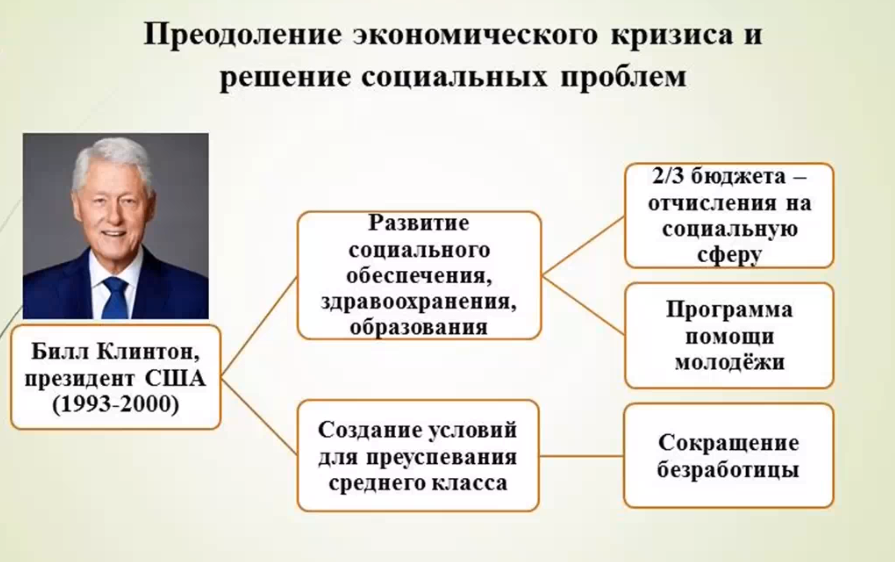 Преодоление экономического кризиса и
решение социальных проблем
Билл Клинтон,
президент США
(1993-2000)
Развитие
социального
обеспечения,
здравоохранения,
образования
2/3 бюджета –
отчисления на
социальную
сферу
Программа
помощи
молодёжи
Создание условий
для преуспевания
среднего класса
Сокращение
безработицы